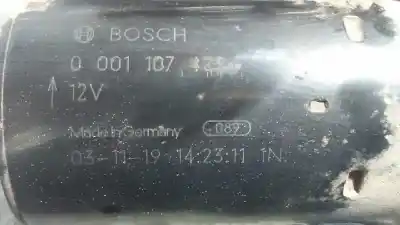 BOSCH
0 001 107
12V
Made in Germany 089
03-11-19 14:23:11 1N